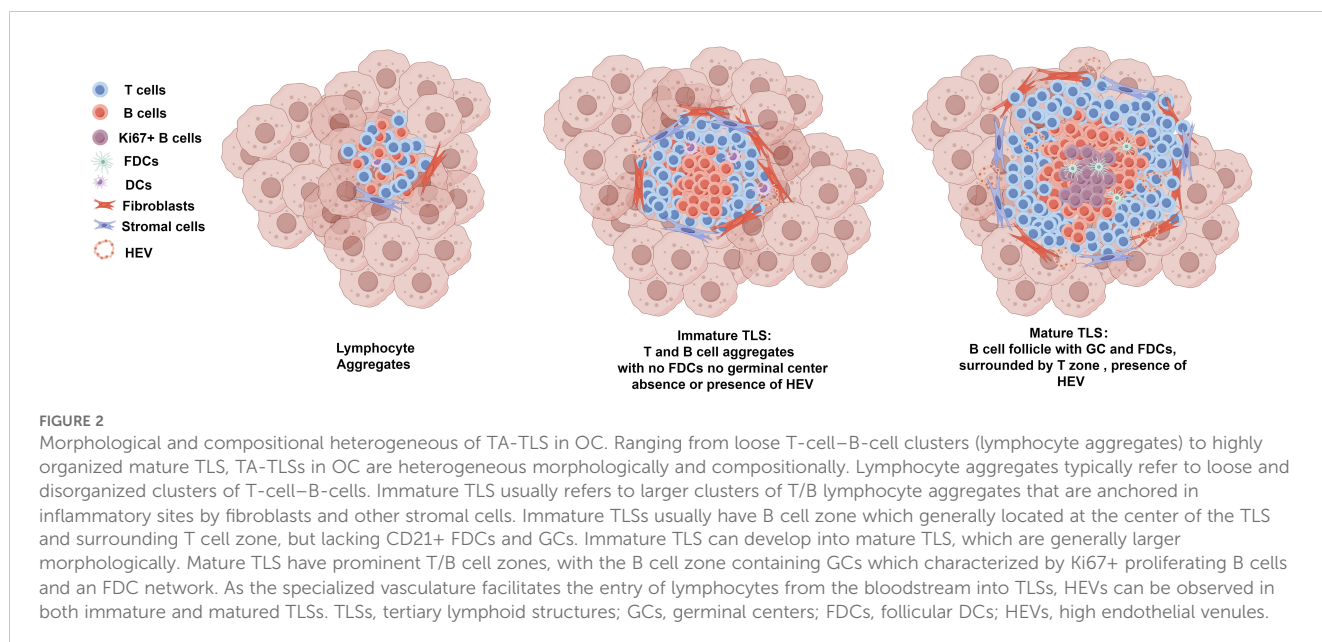 T cells
B cells
Ki67+ B cells
FDCs
DCs
Fibroblasts
Stromal cells
HEV
Lymphocyte
Aggregates
Immature TLS:
T and B cell aggregates
with no FDCs no germinal center
absence or presence of HEV
Mature TLS:
B cell follicle with GC and FDCs,
surrounded by T zone , presence of
HEV
FIGURE 2
Morphological and compositional heterogeneous of TA-TLS in OC. Ranging from loose T-cell–B-cell clusters (lymphocyte aggregates) to highly
organized mature TLS, TA-TLSs in OC are heterogeneous morphologically and compositionally. Lymphocyte aggregates typically refer to loose and
disorganized clusters of T-cell–B-cells. Immature TLS usually refers to larger clusters of T/B lymphocyte aggregates that are anchored in
inflammatory sites by fibroblasts and other stromal cells. Immature TLSs usually have B cell zone which generally located at the center of the TLS
and surrounding T cell zone, but lacking CD21+ FDCs and GCs. Immature TLS can develop into mature TLS, which are generally larger
morphologically. Mature TLS have prominent T/B cell zones, with the B cell zone containing GCs which characterized by Ki67+ proliferating B cells
and an FDC network. As the specialized vasculature facilitates the entry of lymphocytes from the bloodstream into TLSs, HEVs can be observed in
both immature and matured TLSs. TLSs, tertiary lymphoid structures; GCs, germinal centers; FDCs, follicular DCs; HEVs, high endothelial venules.